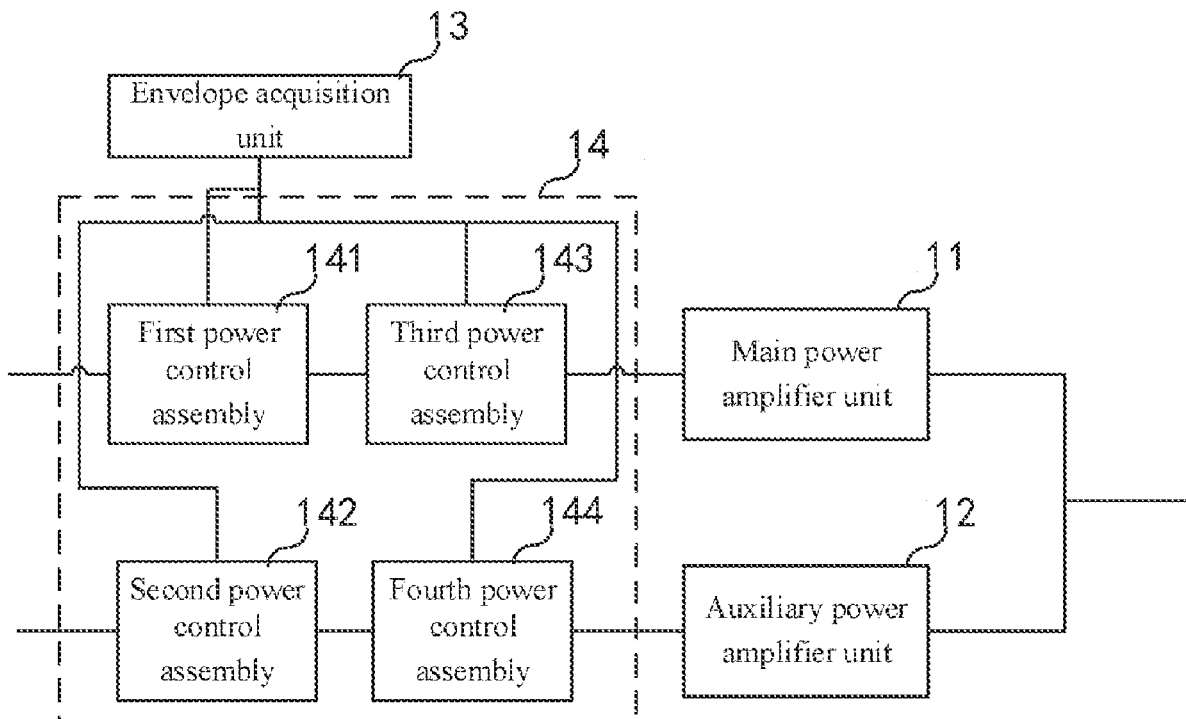 13
Envelope acquisition
unit
14
141
143
11
First power
control
assembly
Third power
control
assembly
Main power
amplifier unit
142
144
12
Second power
control
assembly
Fourth power
control
assembly
Auxiliary power
amplifier unit